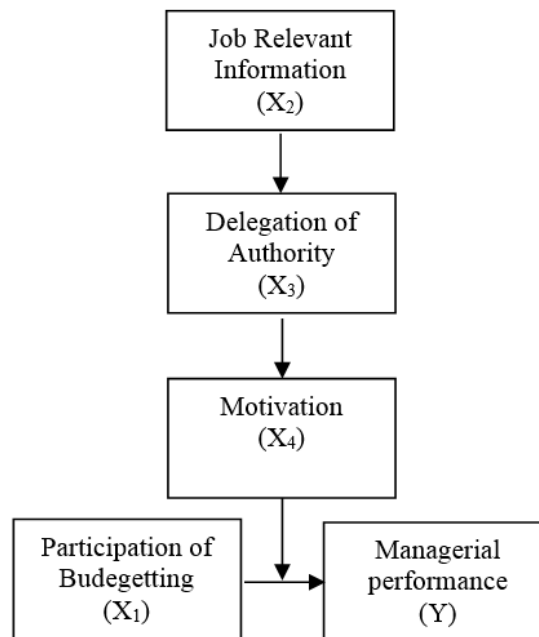 Job Relevant
Information
(X₂)
Delegation of
Authority
(X₃)
Motivation
(X₄)
Participation of
Budegetting
(X₁)
Managerial
performance
(Y)